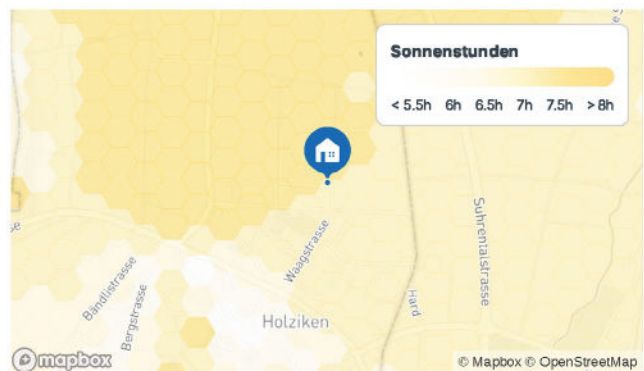 Sonnenstunden
< 5.5h 6h 6.5h 7h 7.5h > 8h
Waagstrasse
Suhrentalstrasse
Bändlistrasse
Bergstrasse
Hard
Holziken
mapbox
© Mapbox © OpenStreetMap